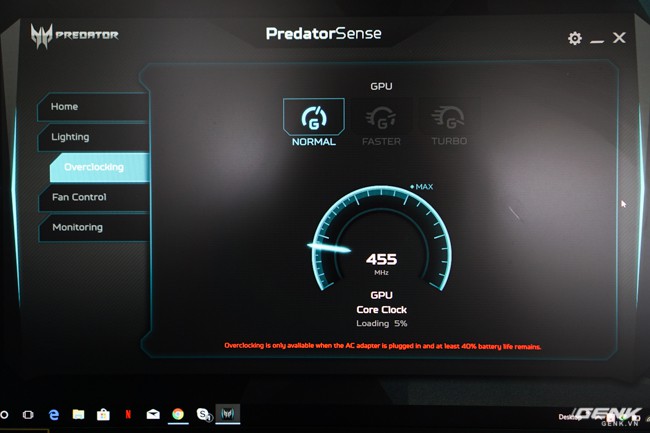 PREDATOR
PredatorSense
Home
Lighting
Overclocking
Fan Control
Monitoring
GPU
NORMAL
FASTER
TURBO
MAX
455
MHz
GPU
Core Clock
Loading 5%
Overclocking is only available when the AC adapter is plugged in and at least 40% battery life remains.
Desktop
GENK
GENK.VN